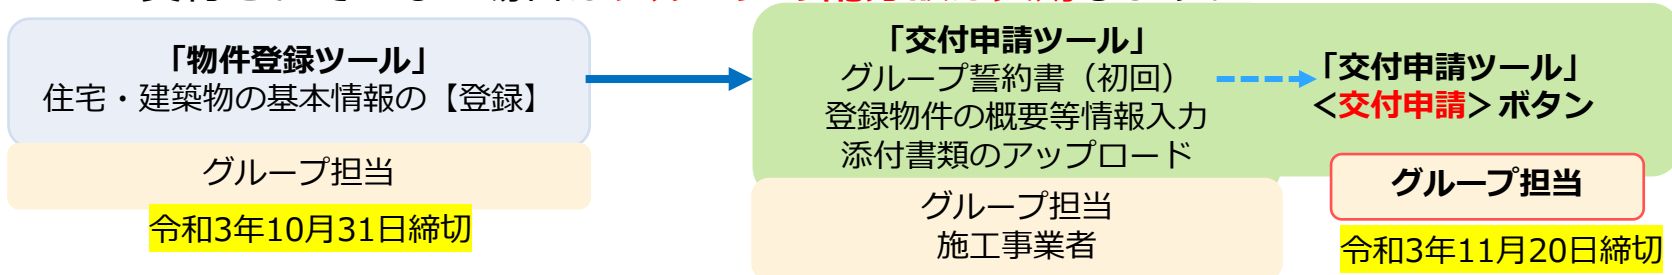 「物件登録ツール」
住宅・建築物の基本情報の【登録】
グループ担当
令和3年10月31日締切
「交付申請ツール」
グループ誓約書（初回）
登録物件の概要等情報入力
添付書類のアップロード
グループ担当
施工事業者
「交付申請ツール」
＜交付申請＞ボタン
グループ担当
令和3年11月20日締切